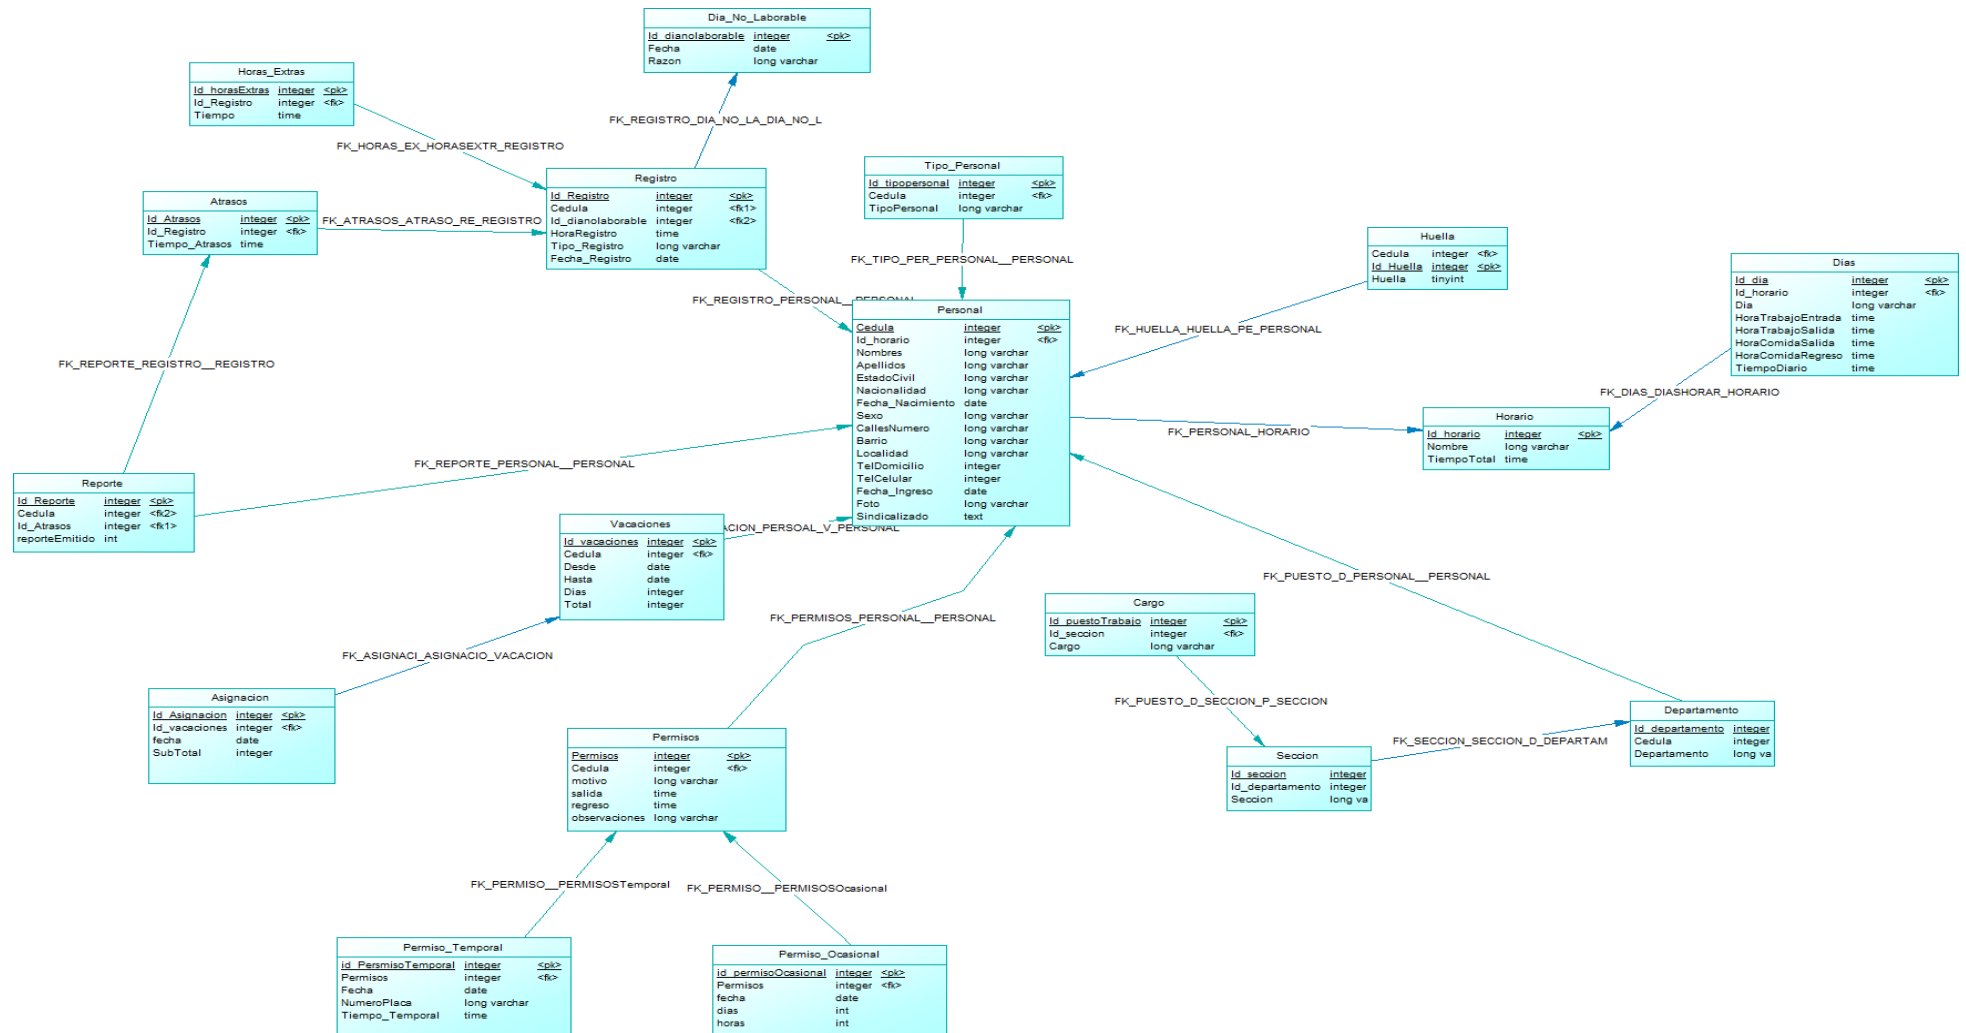 Dia_No_Laborable
Id_dianolaborable integer <pk>
Fecha date
Razon long varchar
Horas_Extras
Id_horasExtras integer <pk>
Id_Registro integer <fk>
Tiempo time
FK_REGISTRO_DIA_NO_LA_DIA_NO_L
FK_HORAS_EX_HORASEXTR_REGISTRO
Tipo_Personal
Id_tipopersonal integer <pk>
Cedula integer <fk>
TipoPersonal long varchar
Registro
Id_Registro integer <pk>
Cedula integer <fk1>
Id_dianolaborable integer <fk2>
HoraRegistro time
Tipo_Registro long varchar
Fecha_Registro date
Atrasos
Id_Atrasos integer <pk>
Id_Registro integer <fk>
Tiempo_Atrasos time
FK_ATRASOS_ATRASO_RE_REGISTRO
Huella
Cedula integer <fk>
Id_Huella integer <pk>
Huella tinyint
FK_TIPO_PER_PERSONAL__PERSONAL
Dias
Id_dia integer <pk>
Id_horario integer <fk>
Dia long varchar
HoraTrabajoEntrada time
HoraTrabajoSalida time
HoraComidaSalida time
HoraComidaRegreso time
TiempoDiario time
FK_REGISTRO_PERSONAL__PERSONAL
Personal
Cedula integer <pk>
Id_horario integer <fk>
Nombres long varchar
Apellidos long varchar
EstadoCivil long varchar
Nacionalidad long varchar
Fecha_Nacimiento date
Sexo long varchar
CallesNumero long varchar
Barrio long varchar
Localidad long varchar
TelDomicilio integer
TelCelular integer
Fecha_Ingreso date
Foto long varchar
Sindicalizado text
FK_HUELLA_HUELLA_PE_PERSONAL
FK_REPORTE_REGISTRO__REGISTRO
FK_DIAS_DIASHORAR_HORARIO
Horario
Id_horario integer <pk>
Nombre long varchar
TiempoTotal time
FK_PERSONAL_HORARIO
FK_REPORTE_PERSONAL__PERSONAL
Reporte
Id_Reporte integer <pk>
Cedula integer <fk2>
Id_Atrasos integer <fk1>
reporteEmitido int
Vacaciones
Id_vacaciones integer <pk>
Cedula integer <fk>
Desde date
Hasta date
Dias integer
Total integer
ACION_PERSOAL_V_PERSONAL
FK_PUESTO_D_PERSONAL__PERSONAL
FK_PERMISOS_PERSONAL__PERSONAL
Cargo
Id_puestoTrabajo integer <pk>
Id_seccion integer <fk>
Cargo long varchar
FK_ASIGNACI_ASIGNACIO_VACACION
Asignacion
Id_Asignacion integer <pk>
Id_vacaciones integer <fk>
fecha date
SubTotal integer
FK_PUESTO_D_SECCION_P_SECCION
Departamento
Id_departamento integer
Cedula integer
Departamento long va
FK_SECCION_SECCION_D_DEPARTAM
Permisos
Permisos integer <pk>
Cedula integer <fk>
motivo long varchar
salida time
regreso time
observaciones long varchar
Seccion
Id_seccion integer
Id_departamento integer
Seccion long va
FK_PERMISO__PERMISOSTemporal
FK_PERMISO__PERMISOSOcasional
Permiso_Temporal
id_PersmisoTemporal integer <pk>
Permisos integer <fk>
Fecha date
NumeroPlaca long varchar
Tiempo_Temporal time
Permiso_Ocasional
id_permisoOcasional integer <pk>
Permisos integer <fk>
fecha date
dias int
horas int